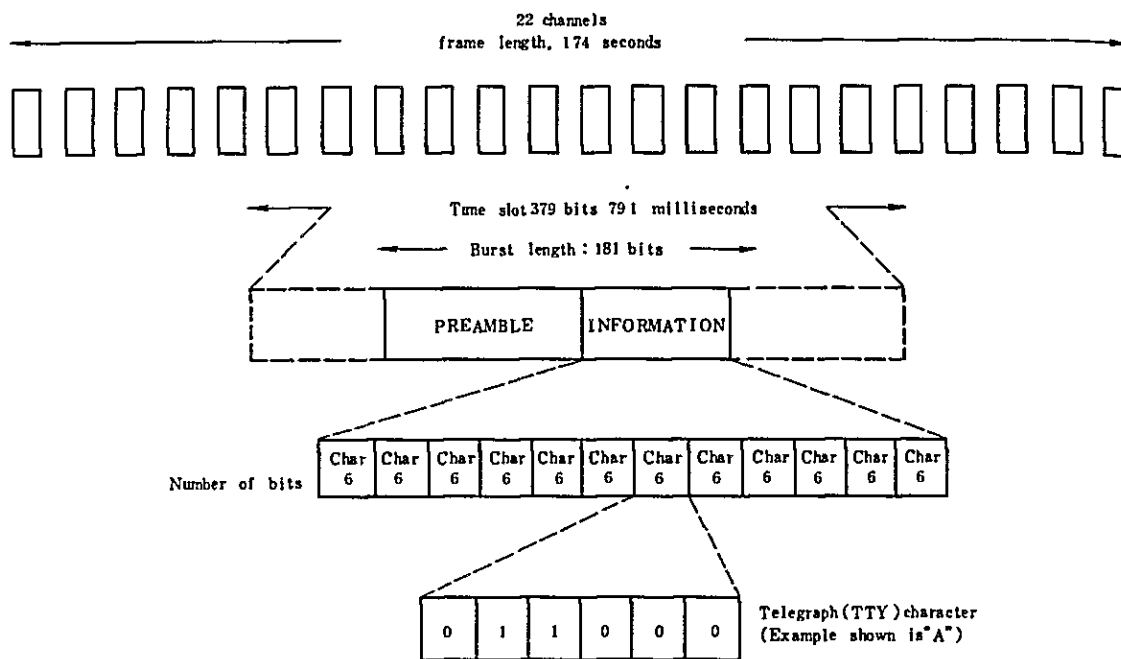 22 channels
frame length, 174 seconds
Time slot 379 bits 791 milliseconds
Burst length : 181 bits
PREAMBLE INFORMATION
Char Char Char Char Char Char Char Char Char Char Char Char
Number of bits 6 6 6 6 6 6 6 6 6 6 6 6
0 1 1 0 0 0
Telegraph (TTY) character
(Example shown is "A")